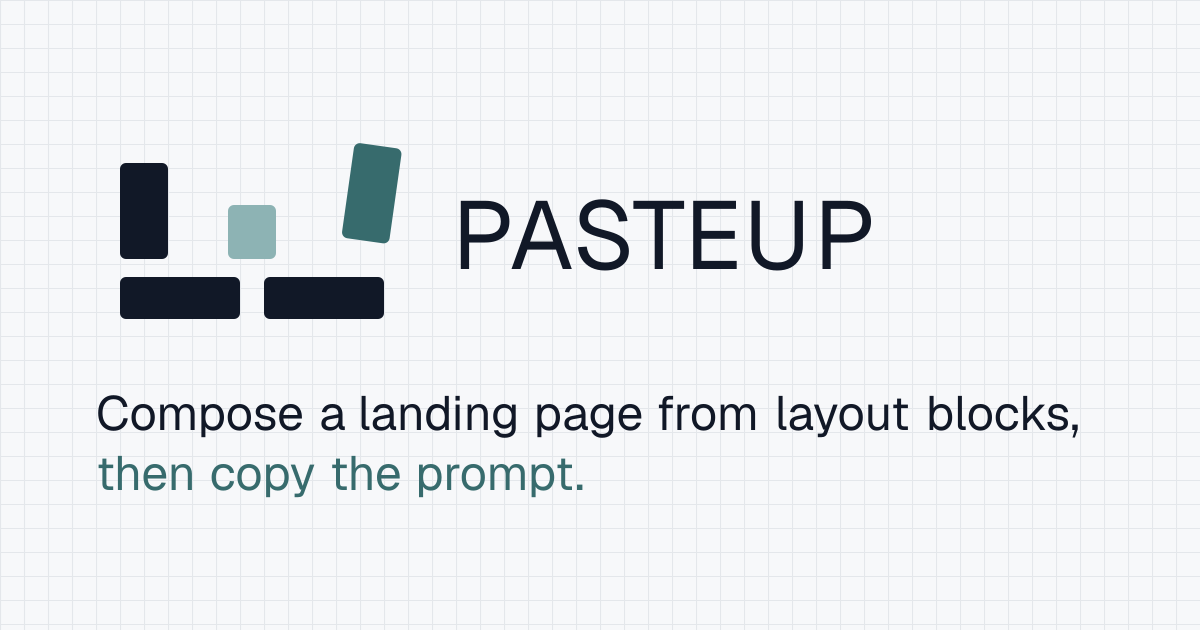 PASTEUP
Compose a landing page from layout blocks,
then copy the prompt.